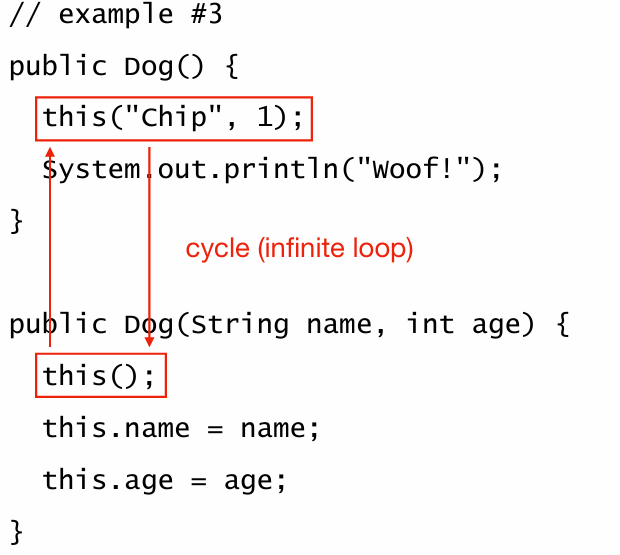 // example #3
public Dog() {
this("Chip", 1);
System.out.println("Woof!");
}
cycle (infinite loop)
public Dog(String name, int age) {
this();
this.name = name;
this.age = age;
}